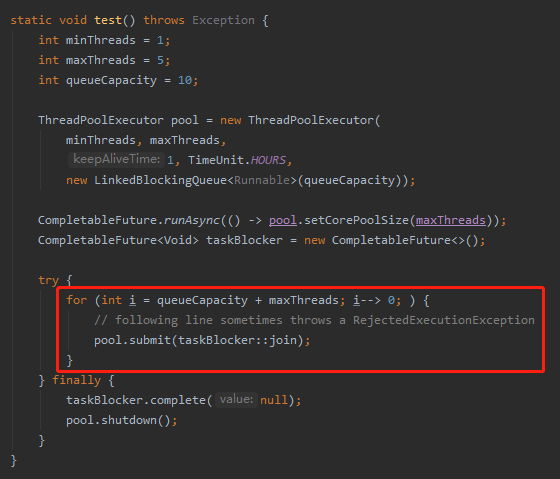 static void test() throws Exception {
int minThreads = 1;
int maxThreads = 5;
int queueCapacity = 10;
ThreadPoolExecutor pool = new ThreadPoolExecutor(
minThreads, maxThreads,
keepAliveTime: 1, TimeUnit.HOURS,
new LinkedBlockingQueue<Runnable>(queueCapacity));
CompletableFuture.runAsync(() -> pool.setCorePoolSize(maxThreads));
CompletableFuture<Void> taskBlocker = new CompletableFuture<>();
try {
for (int i = queueCapacity + maxThreads; i--> 0; ) {
// following line sometimes throws a RejectedExecutionException
pool.submit(taskBlocker::join);
}
} finally {
taskBlocker.complete( value: null);
pool.shutdown();
}
}